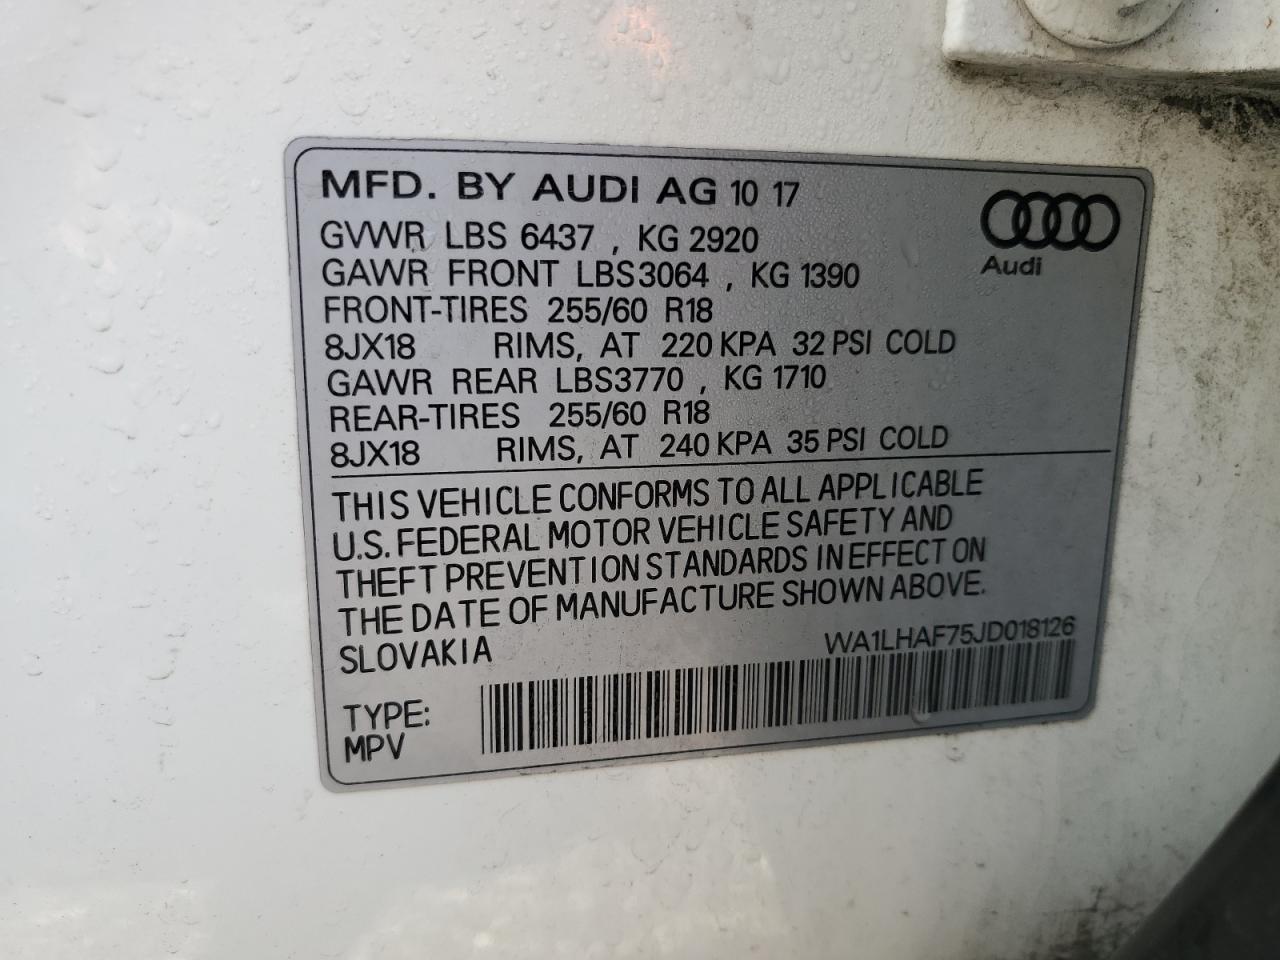 MFD. BY AUDI AG 10 17
GVWR LBS 6437 , KG 2920
GAWR FRONT LBS3064 , KG 1390
FRONT-TIRES 255/60 R18
8JX18 RIMS, AT 220 KPA 32 PSI COLD
GAWR REAR LBS3770 , KG 1710
REAR-TIRES 255/60 R18
8JX18 RIMS, AT 240 KPA 35 PSI COLD
Audi
THIS VEHICLE CONFORMS TO ALL APPLICABLE
U.S. FEDERAL MOTOR VEHICLE SAFETY AND
THEFT PREVENTION STANDARDS IN EFFECT ON
THE DATE OF MANUFACTURE SHOWN ABOVE.
SLOVAKIA WA1LHAF75JD018126
TYPE:
MPV